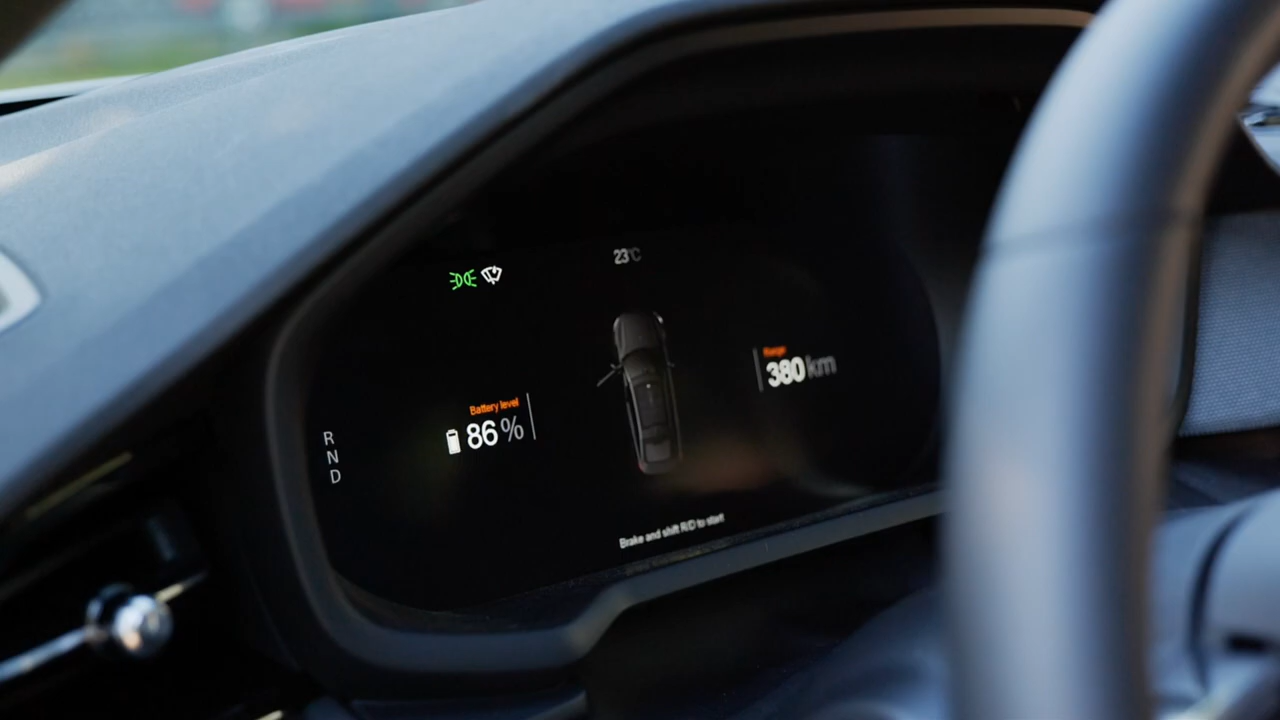 23°C
Range
380 km
Battery level
86 %
R
N
D
Brake and shift R/D to start